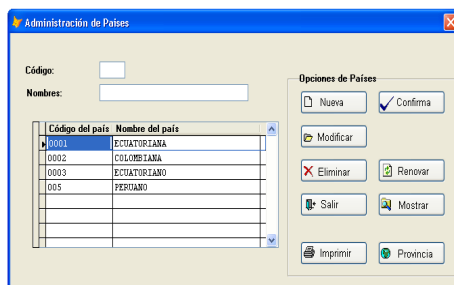 Administración de Paises
Código:
Nombres:
Código del país Nombre del país
0001 ECUATORIANA
0002 COLOMBIANA
0003 ECUATORIANO
005 PERUANO
Opciones de Países
Nueva Confirma
Modificar
Eliminar Renovar
Salir Mostrar
Imprimir Provincia